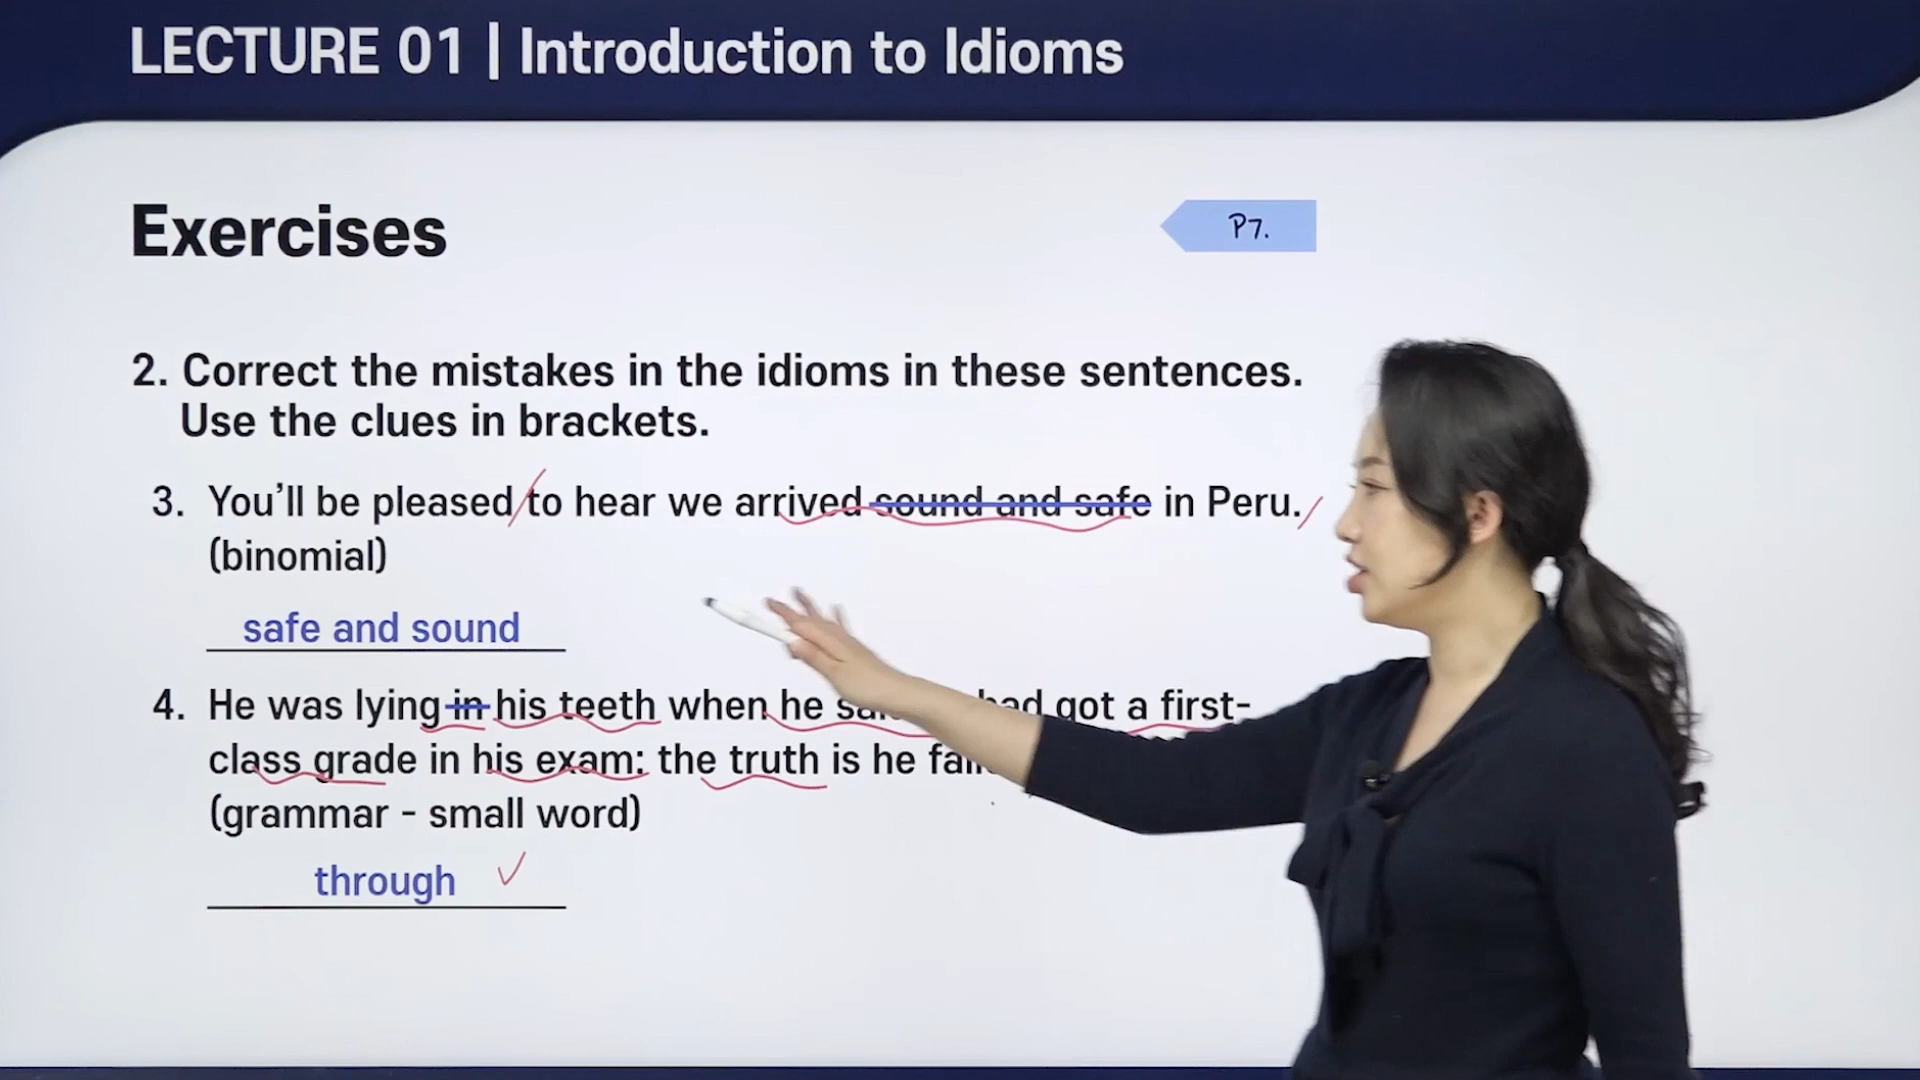 LECTURE 01 | Introduction to Idioms
Exercises
P7.
2. Correct the mistakes in the idioms in these sentences.
Use the clues in brackets.
3. You'll be pleased to hear we arrived sound and safe in Peru.
(binomial)
safe and sound
4. He was lying in his teeth when he had got a first-
class grade in his exam: the truth is he
(grammar - small word)
through